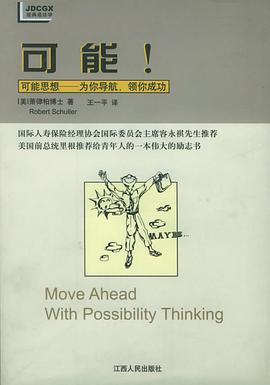 JDCGX
经典成功学
可能！
可能思想——为你导航，领你成功
[美]萧律柏博士 著
Robert Schuller
王一平 译
国际人寿保险经理协会国际委员会主席容永祺先生推荐
美国前总统里根推荐给青年人的一本伟大的励志书
MAYBE...
YES...
Move Ahead
With Possibility Thinking
江西人民出版社